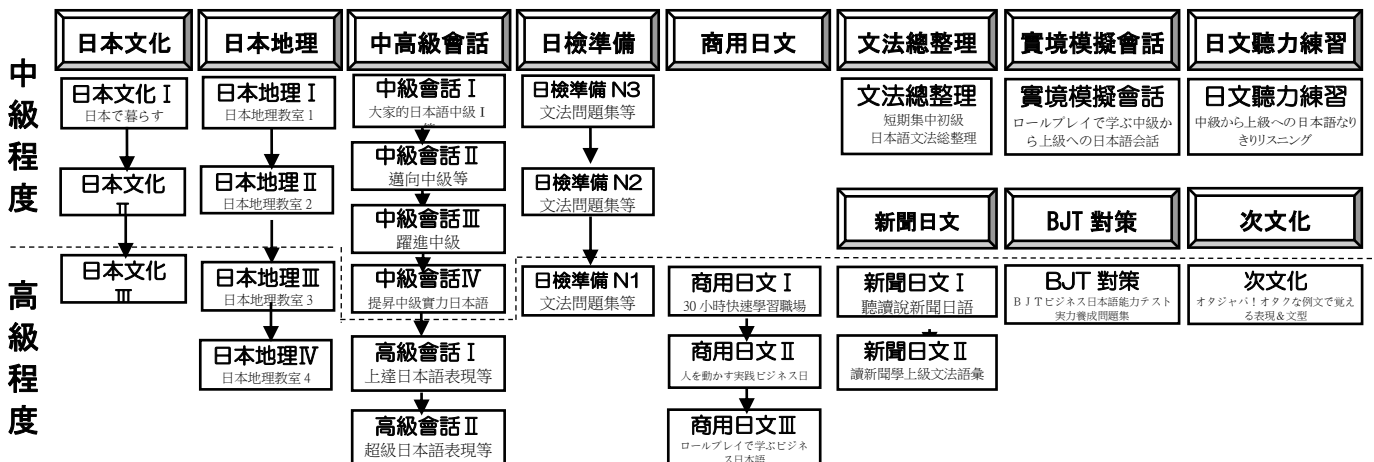 日本文化
日本地理
中高級會話
日檢準備
商用日文
文法總整理
實境模擬會話
日文聽力練習
中級程度
日本文化 I
日本で暮らす
日本地理 I
日本地理教室 1
中級會話 I
大家的日本語中級 I
日檢準備 N3
文法問題集等
文法總整理
短期集中初級
日本語文法総整理
實境模擬會話
ロールプレイで学ぶ中級か
ら上級への日本語会話
日文聽力練習
中級から上級への日本語なり
きりリスニング
日本文化
II
日本地理 II
日本地理教室 2
中級會話 II
邁向中級等
日檢準備 N2
文法問題集等
中級會話III
躍進中級
新聞日文
BJT 對策
次文化
高級程度
日本文化
III
日本地理III
日本地理教室 3
中級會話IV
提昇中級實力日本語
日檢準備 N1
文法問題集等
商用日文 I
30 小時快速學習職場
新聞日文 I
聽讀說新聞日語
BJT 對策
BJTビジネス日本語能力テスト
実力養成問題集
次文化
オタジャパ！オタクな例文で覚え
る表現＆文型
日本地理IV
日本地理教室 4
高級會話 I
上達日本語表現等
商用日文 II
人を動かす実践ビジネス日
新聞日文 II
讀新聞學上級文法語彙
高級會話 II
超級日本語表現等
商用日文III
ロールプレイで学ぶビジネ
ス日本語